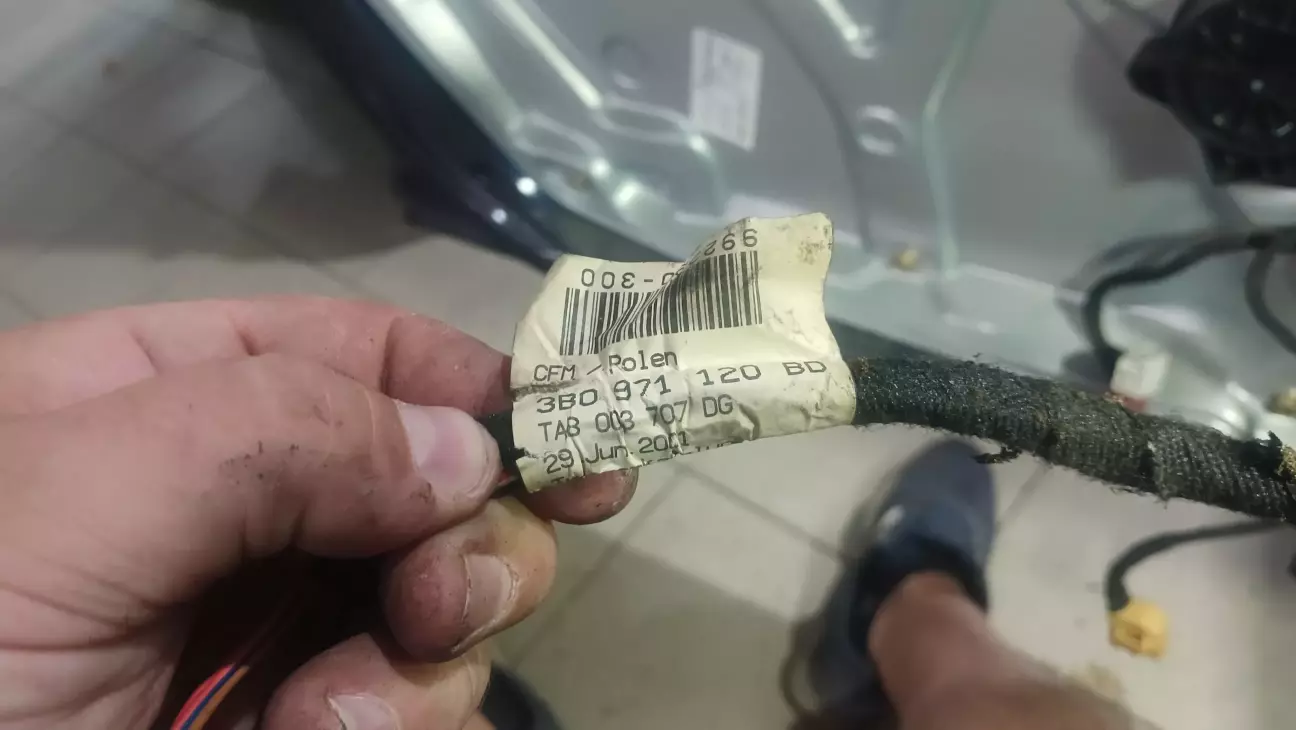 -300
CFM / Polen
3B0 971 120 BD
TAB 003 707 DG
29 Jun 2001